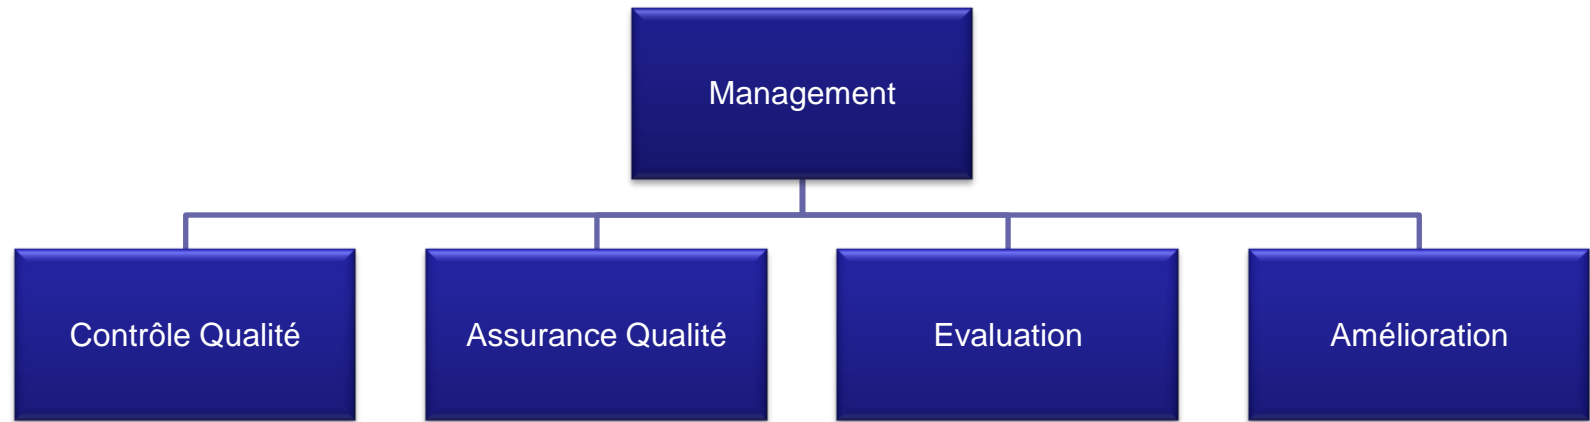 Management
Contrôle Qualité
Assurance Qualité
Evaluation
Amélioration